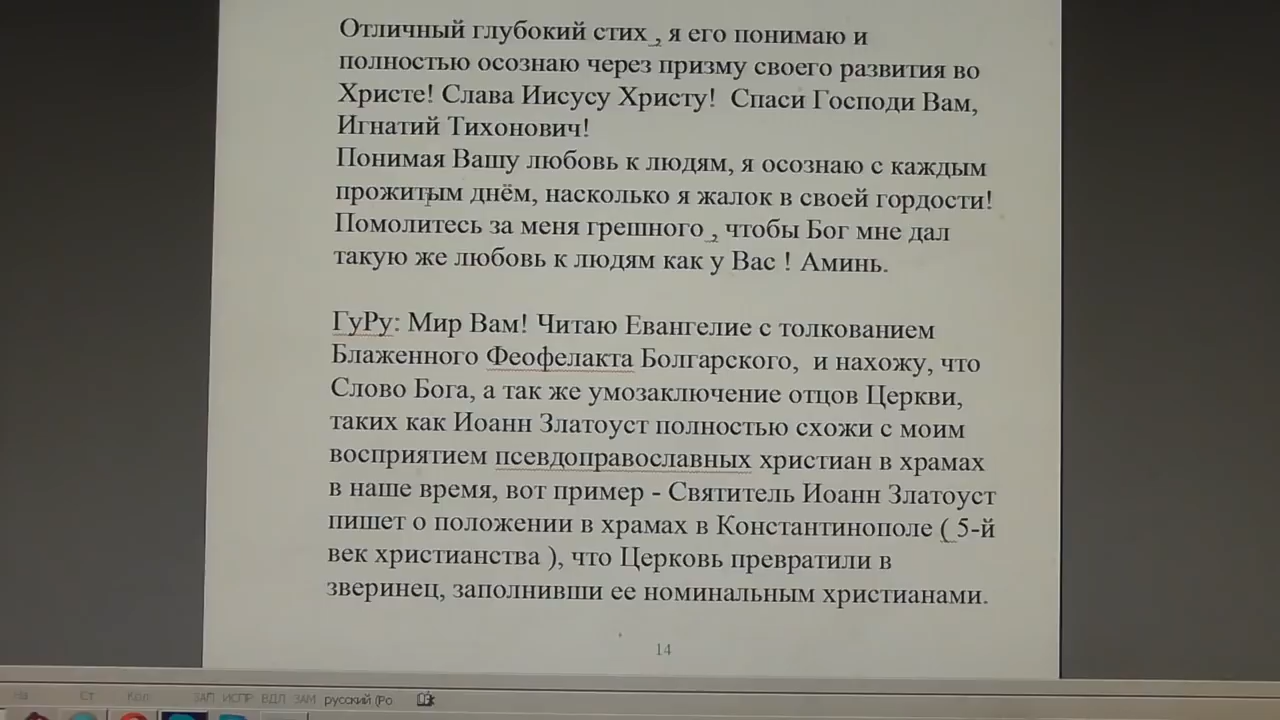 Отличный глубокий стих , я его понимаю и
полностью осознаю через призму своего развития во
Христе! Слава Иисусу Христу!  Спаси Господи Вам,
Игнатий Тихонович!
Понимая Вашу любовь к людям, я осознаю с каждым
прожитым днём, насколько я жалок в своей гордости!
Помолитесь за меня грешного , чтобы Бог мне дал
такую же любовь к людям как у Вас ! Аминь.
ГуРу: Мир Вам! Читаю Евангелие с толкованием
Блаженного Феофелакта Болгарского,  и нахожу, что
Слово Бога, а так же умозаключение отцов Церкви,
таких как Иоанн Златоуст полностью схожи с моим
восприятием псевдоправославных христиан в храмах
в наше время, вот пример - Святитель Иоанн Златоуст
пишет о положении в храмах в Константинополе ( 5-й
век христианства ), что Церковь превратили в
зверинец, заполнивши ее номинальным христианами.
14
На Ст Кол ЗАП ИСПР ВДЛ ЗАМ русский (Ро